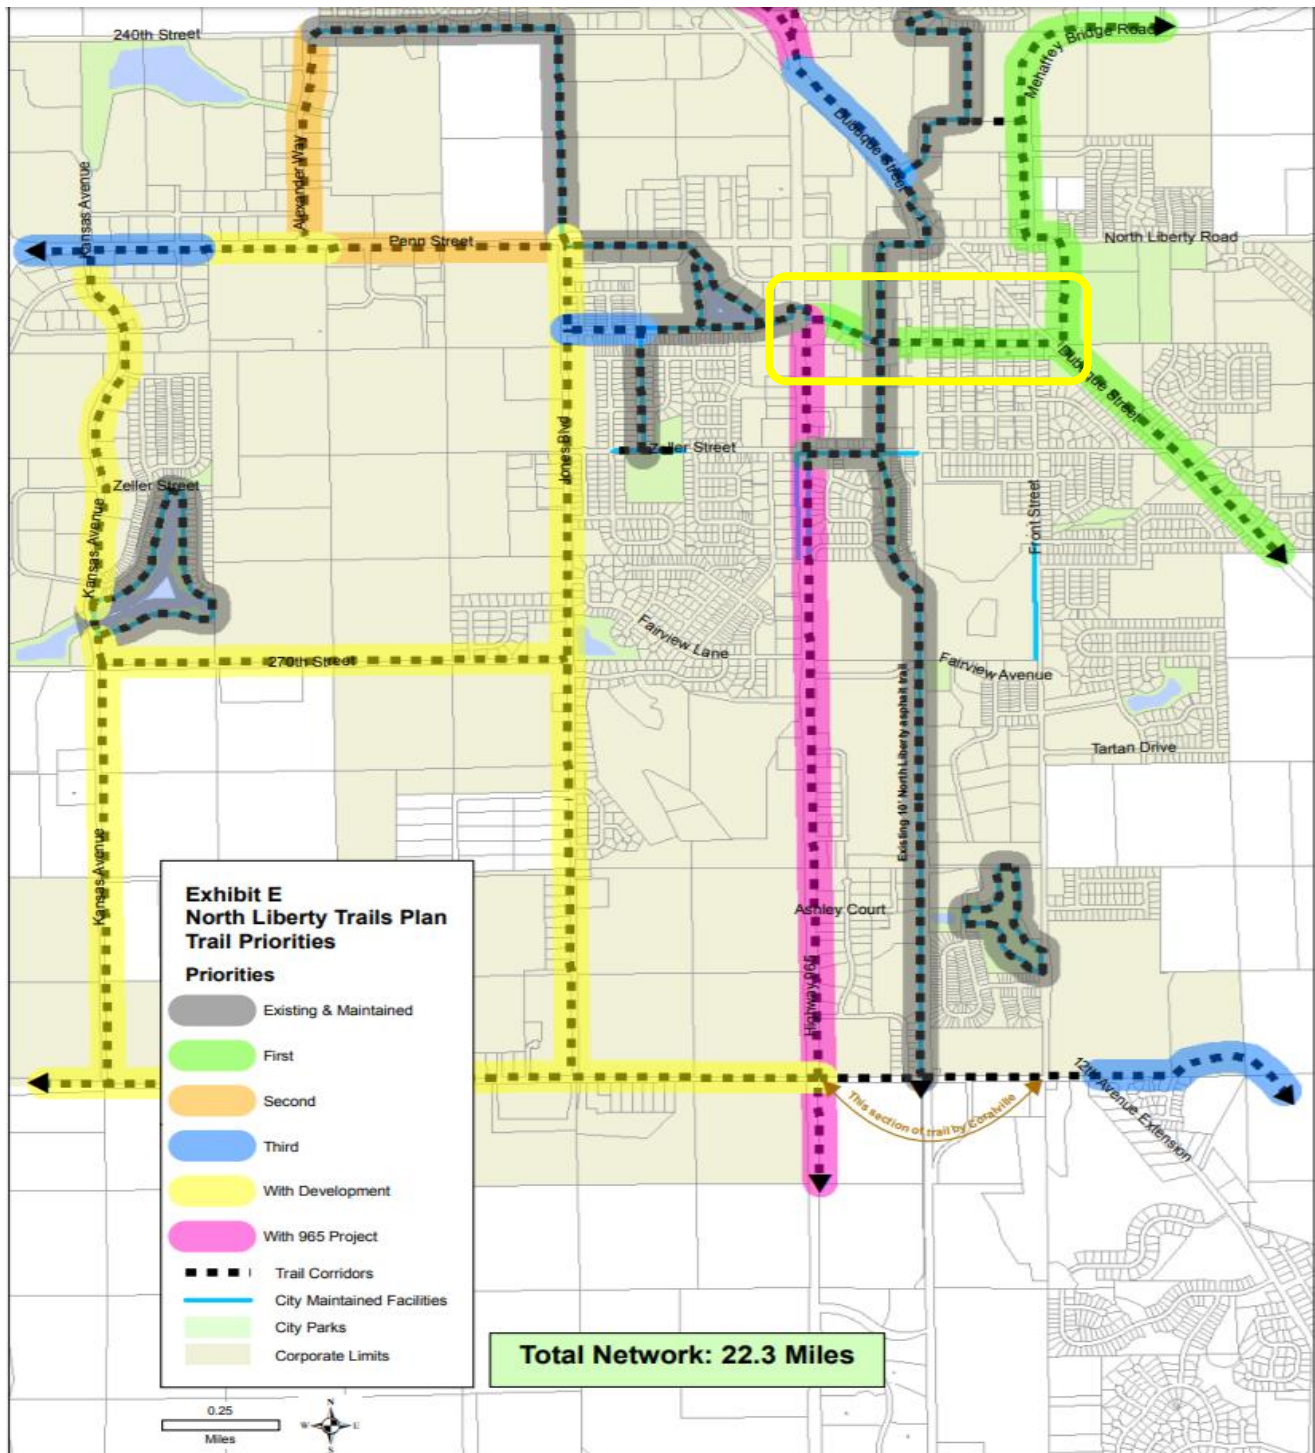 240th Street
Mehaffey Bridge Road
Dubuque Street
Alexander Way
Kansas Avenue
Penn Street
North Liberty Road
Dubuque Street
Jones Blvd
Zeller Street
Zeller Street
Kansas Avenue
Front Street
Fairview Lane
270th Street
Fairview Avenue
Existing 10' North Liberty asphalt trail
Tartan Drive
Kansas Avenue
Ashley Court
Highway 965
12th Avenue Extension
This section of trail by Coralville
Exhibit E
North Liberty Trails Plan
Trail Priorities
Priorities
Existing & Maintained
First
Second
Third
With Development
With 965 Project
Trail Corridors
City Maintained Facilities
City Parks
Corporate Limits
Total Network: 22.3 Miles
0.25
Miles
N
W
E
S